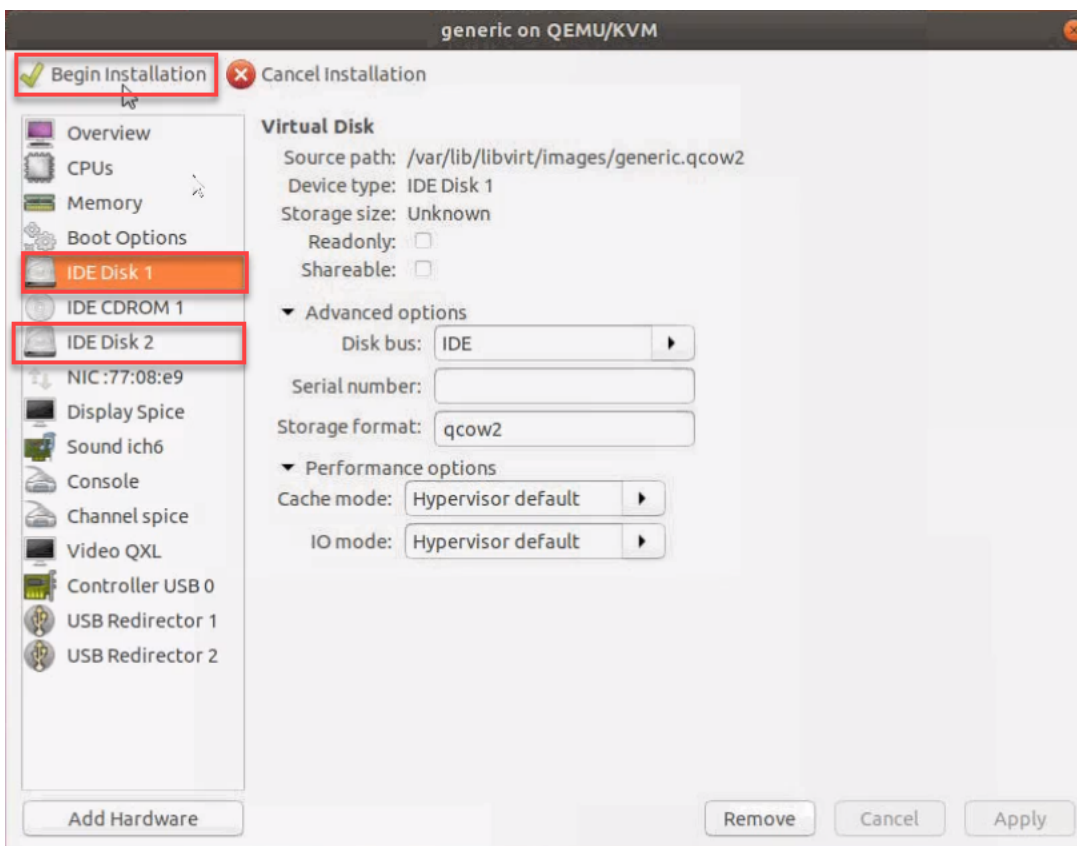 generic on QEMU/KVM
Begin Installation
Cancel Installation
Overview
CPUs
Memory
Boot Options
IDE Disk 1
IDE CDROM 1
IDE Disk 2
NIC :77:08:e9
Display Spice
Sound ich6
Console
Channel spice
Video QXL
Controller USB 0
USB Redirector 1
USB Redirector 2
Add Hardware
Virtual Disk
Source path: /var/lib/libvirt/images/generic.qcow2
Device type: IDE Disk 1
Storage size: Unknown
Readonly:
Shareable:
Advanced options
Disk bus: IDE
Serial number:
Storage format: qcow2
Performance options
Cache mode: Hypervisor default
IO mode: Hypervisor default
Remove
Cancel
Apply